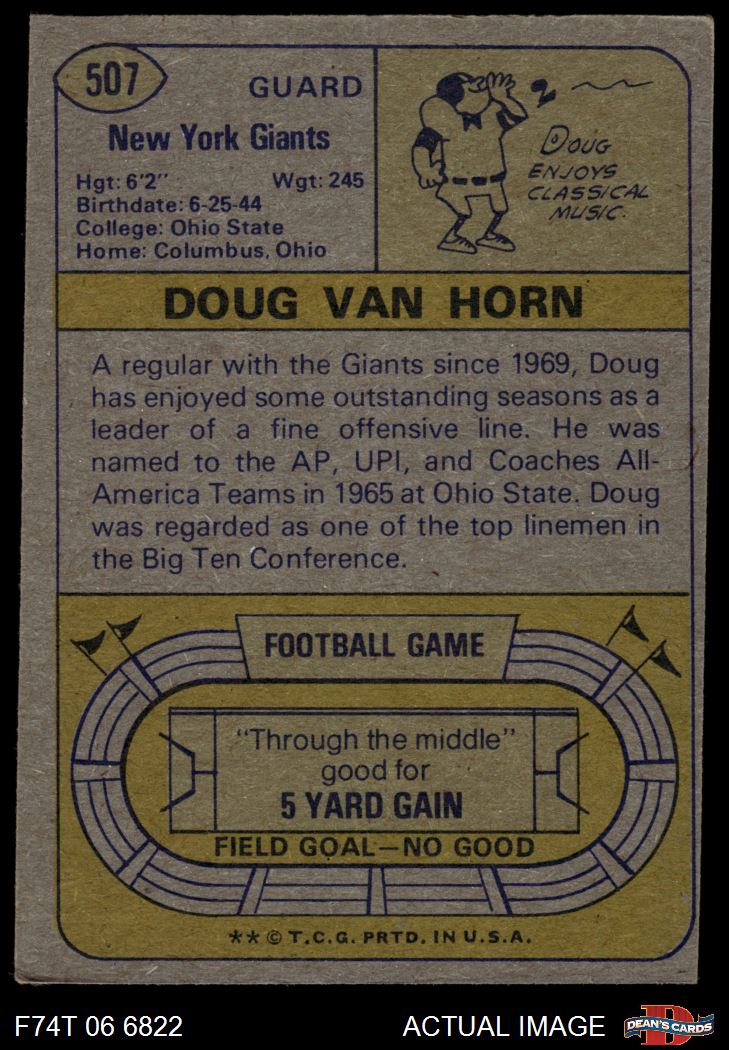 507
GUARD
New York Giants
Hgt: 6'2" Wgt: 245
Birthdate: 6-25-44
College: Ohio State
Home: Columbus, Ohio
DOUG
ENJOYS
CLASSICAL
MUSIC.
DOUG VAN HORN
A regular with the Giants since 1969, Doug
has enjoyed some outstanding seasons as a
leader of a fine offensive line. He was
named to the AP, UPI, and Coaches All-
America Teams in 1965 at Ohio State. Doug
was regarded as one of the top linemen in
the Big Ten Conference.
FOOTBALL GAME
"Through the middle"
good for
5 YARD GAIN
FIELD GOAL—NO GOOD
** © T.C.G. PRTD. IN U.S.A.
F74T 06 6822
ACTUAL IMAGE
D
DEAN'S CARDS